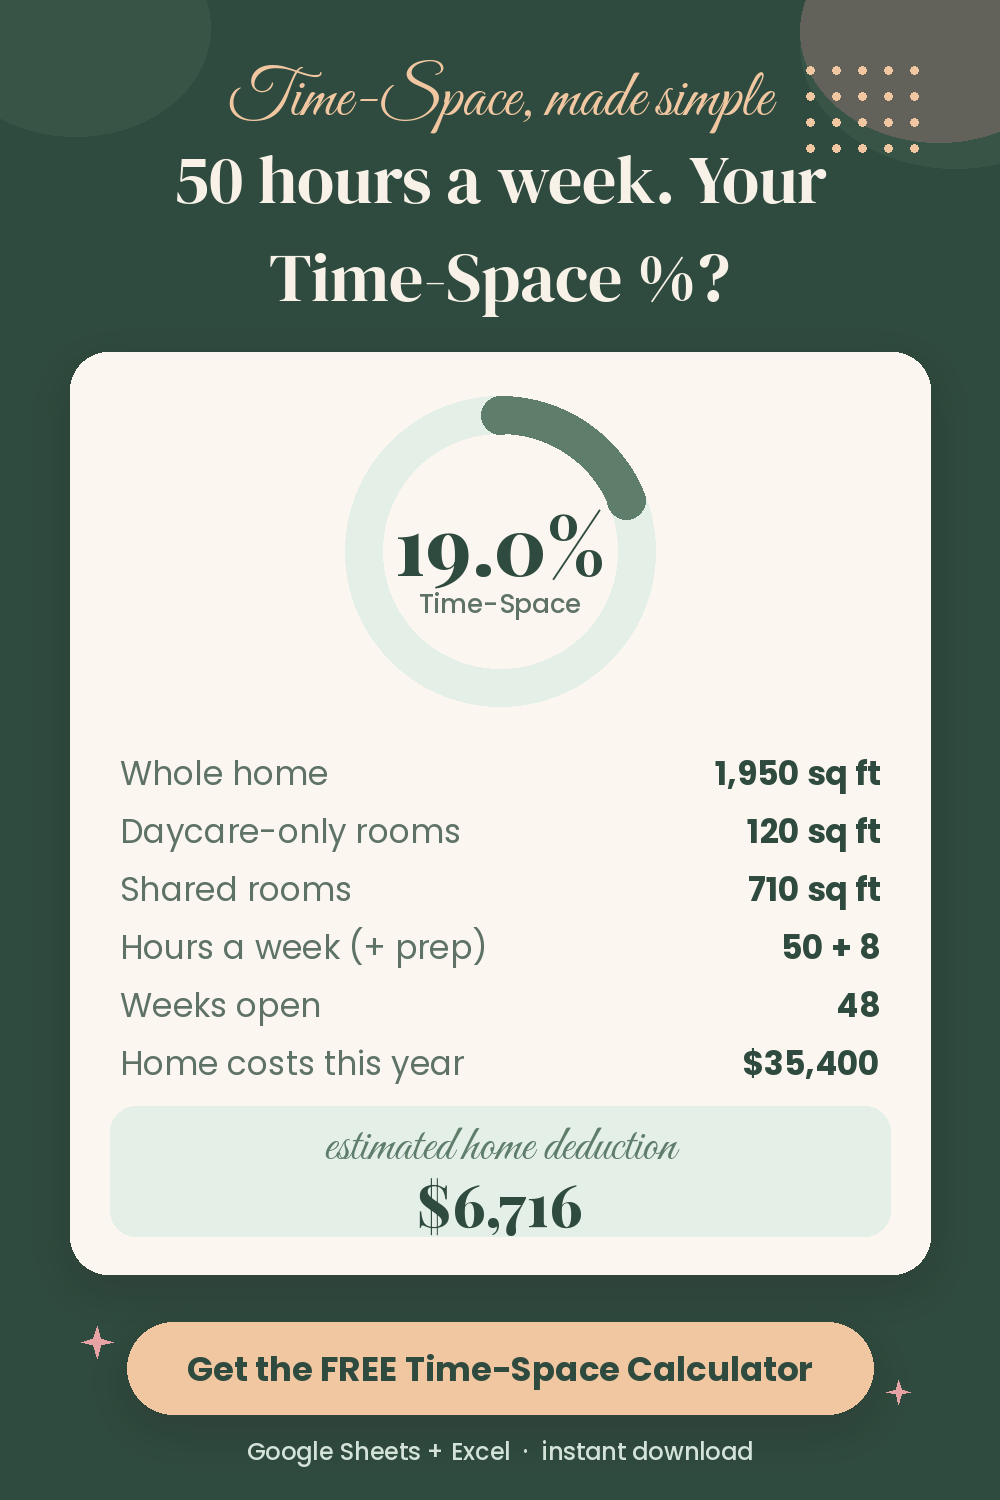 Time-Space, made simple
50 hours a week. Your
Time-Space %?
19.0%
Time-Space
Whole home 1,950 sq ft
Daycare-only rooms 120 sq ft
Shared rooms 710 sq ft
Hours a week (+ prep) 50 + 8
Weeks open 48
Home costs this year $35,400
estimated home deduction
$6,716
Get the FREE Time-Space Calculator
Google Sheets + Excel · instant download